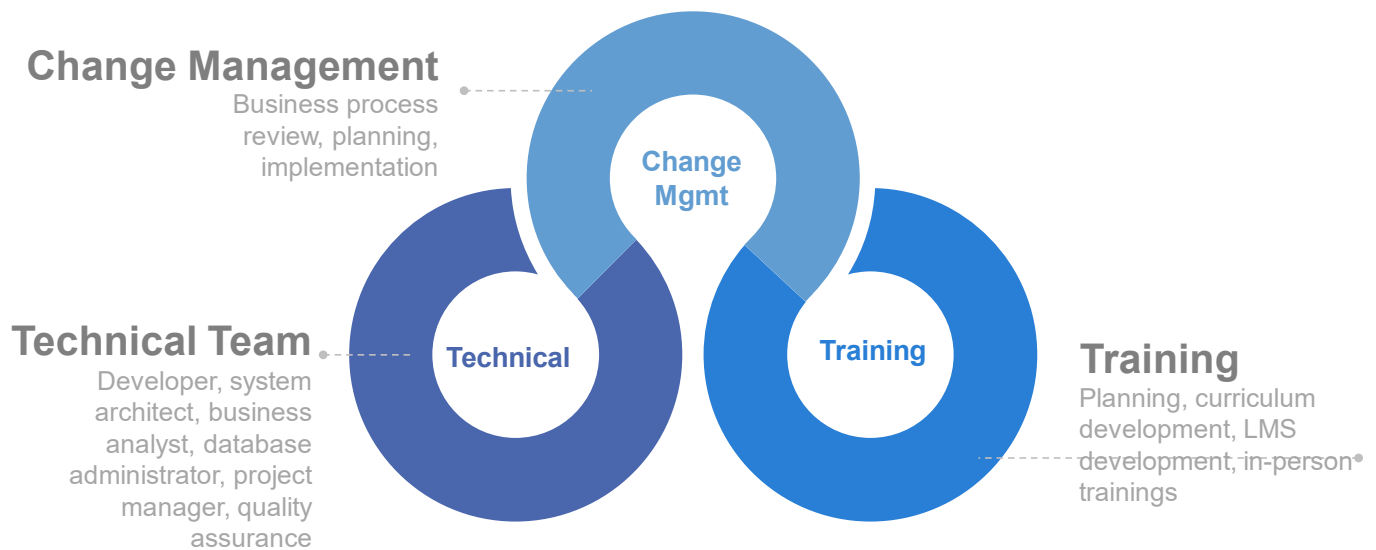 Change Management
Business process
review, planning,
implementation
Change
Mgmt
Technical Team
Developer, system
architect, business
analyst, database
administrator, project
manager, quality
assurance
Technical
Training
Training
Planning, curriculum
development, LMS
development, in-person
trainings